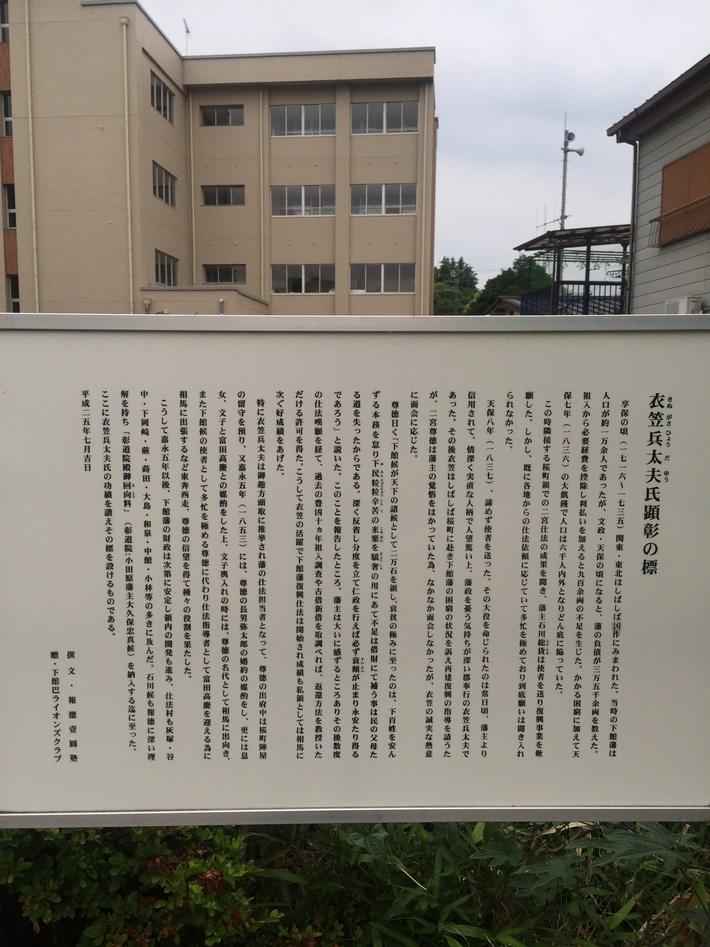 衣笠兵太夫氏顕彰の標
きぬがさひょうだゆう
享保の頃（一七一六～一七三五）関東・東北はしばしば凶作にみまわれた。当時の下館藩は
人口が約一万余人であったが、文政・天保の頃になると、藩の負債が三万五千余両を数えた。
祖入から必要経費を控除し利払いを加えると九百余両の不足を生じた。かかる困窮に加えて天
保七年（一八三六）の大飢饉で人口は六千人内外となりどん底に陥っていた。
この時隣接する桜町領での二宮仕法の成果を聞き、藩主石川総貨は使者を送り復興事業を歎
願した。しかし、既に各地からの仕法依頼に応じていて多忙を極めており到底願いは聞き入れ
られなかった。
天保八年（一八三七）、諦めず使者を送った。その大役を命じられたのは常日頃、藩主より
信用されて、情深く実直な人柄で人望篤い上、藩政を憂う気持ちが深い郡奉行の衣笠兵太夫で
あった。その後衣笠はしばしば桜町に赴き下館藩の困窮の状況を訴え再建復興の指導を請うた
が、二宮尊徳は藩主の覚悟をはかっていた為、なかなか面会しなかったが、衣笠の誠実な熱意
に面会に応じた。
尊徳曰く「下館候が天下の諸候として二万石を領し衰貧の極みに至ったのは、下百姓を安ん
ずる本務を怠り下民粒粒辛苦の米粟を驕奢の用にあて不足は借財にて補う事は民の父母た
る道を失ったからである。深く反省し分度を立て仁政を行えば必ず衰頽が止まり永安たり得る
であろう」と説いた。このことを報告したところ、藩主は大いに感ずるところありその後数度
の仕法嘆願を経て、過去の豊凶十ヵ年祖入調査や古借新借を取調べれば、返還方法を教授いた
だける許可を得た。こうして衣笠の活躍で下館藩復興仕法は開始され成績も私領としては相馬に
次ぐ好成績をあげた。
特に衣笠兵太夫は御趣方頭取に推挙され藩の仕法担当者となって、尊徳の出府中は桜町陣屋
の留守を預り、又嘉永五年（一八五三）には、尊徳の長男弥太郎の婚約の媒酌をし、更には息
女、文子と富田高慶との媒酌をした上、文子輿入れの時には、尊徳の名代として相馬に出向き、
また下館候の使者として多忙を極める尊徳に代わり仕法指導者として富田高慶を迎える為に
相馬に出張するなど東奔西走、尊徳の信望を得て種々の役割を果たした。
こうして嘉永五年以後、下館藩の財政は次第に安定し領内の開発も進み、仕法村も灰塚・谷
中・下岡崎・蕨・蒔田・大島・和泉・中館・小林等の多きに及んだ。石川候も報徳に深い理
解を持ち「彰道院殿御回向料」（彰道院・小田原藩主大久保忠真候）を納入する迄に至った。
ここに衣笠兵太夫氏の功績を讃えその標を設けるものである。
平成二五年七月吉日
撰文・報徳壹圓塾
贈・下館巴ライオンズクラブ